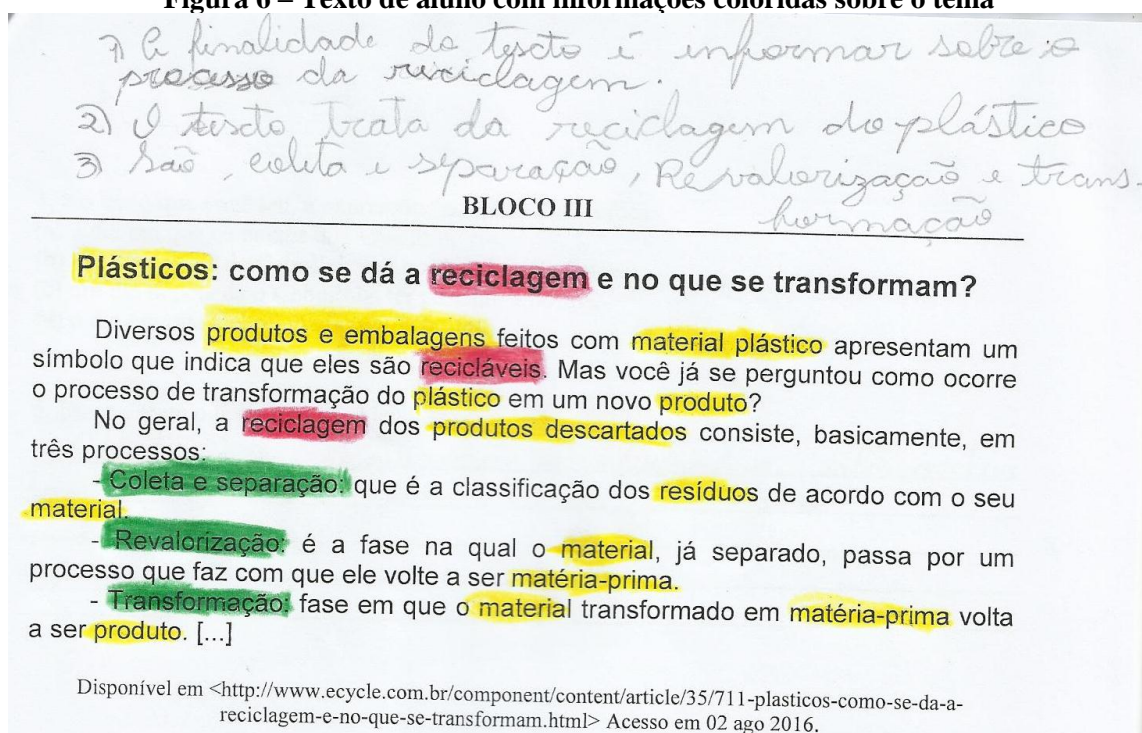 Figura 6 – Texto de aluno com informações coloridas sobre o tema
1) A finalidade do texcto é informar sobre o
processo da reciclagem.
2) O texcto trata da reciclagem do plástico
3) São, coleta e separação, Revalorização e trans-
formação
BLOCO III
Plásticos: como se dá a reciclagem e no que se transformam?
Diversos produtos e embalagens feitos com material plástico apresentam um
símbolo que indica que eles são recicláveis. Mas você já se perguntou como ocorre
o processo de transformação do plástico em um novo produto?
No geral, a reciclagem dos produtos descartados consiste, basicamente, em
três processos:
- Coleta e separação: que é a classificação dos resíduos de acordo com o seu
material.
- Revalorização: é a fase na qual o material, já separado, passa por um
processo que faz com que ele volte a ser matéria-prima.
- Transformação: fase em que o material transformado em matéria-prima volta
a ser produto. [...]
Disponível em <http://www.ecycle.com.br/component/content/article/35/711-plasticos-como-se-da-a-
reciclagem-e-no-que-se-transformam.html> Acesso em 02 ago 2016.